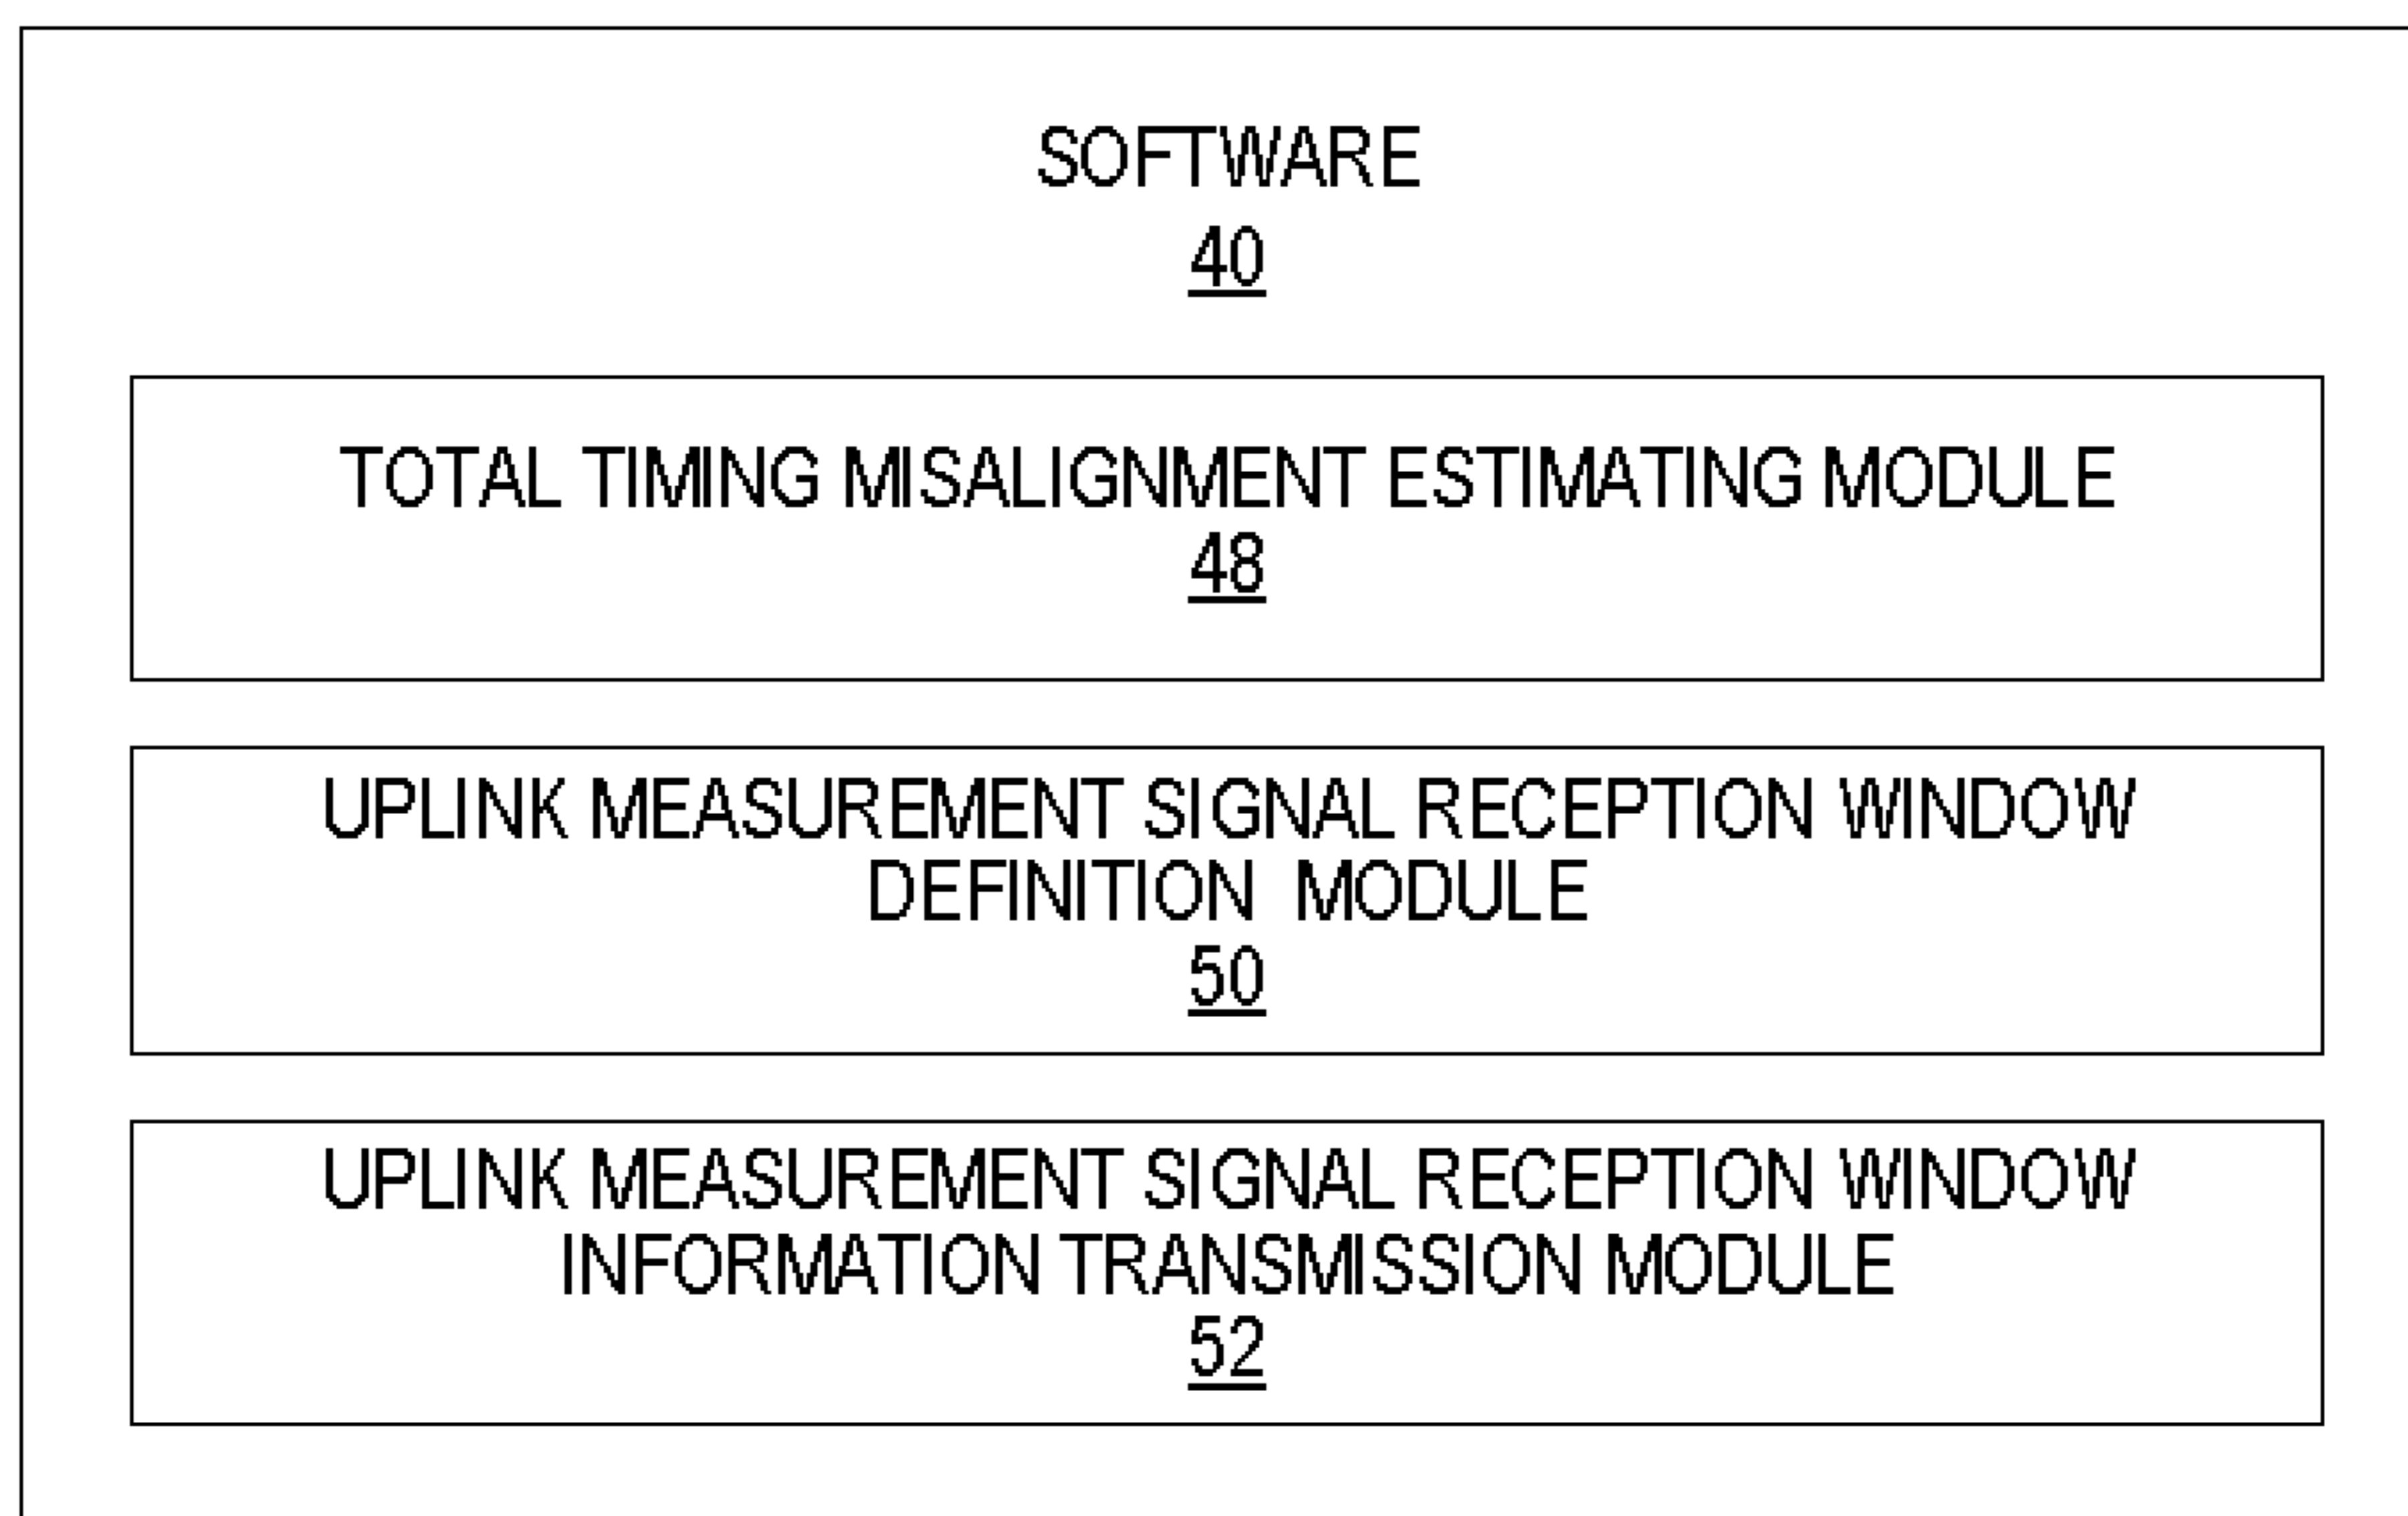 SOFTWARE
40
TOTAL TIMING MISALIGNMENT ESTIMATING MODULE
48
UPLINK MEASUREMENT SIGNAL RECEPTION WINDOW
DEFINITION MODULE
50
UPLINK MEASUREMENT SIGNAL RECEPTION WINDOW
INFORMATION TRANSMISSION MODULE
52